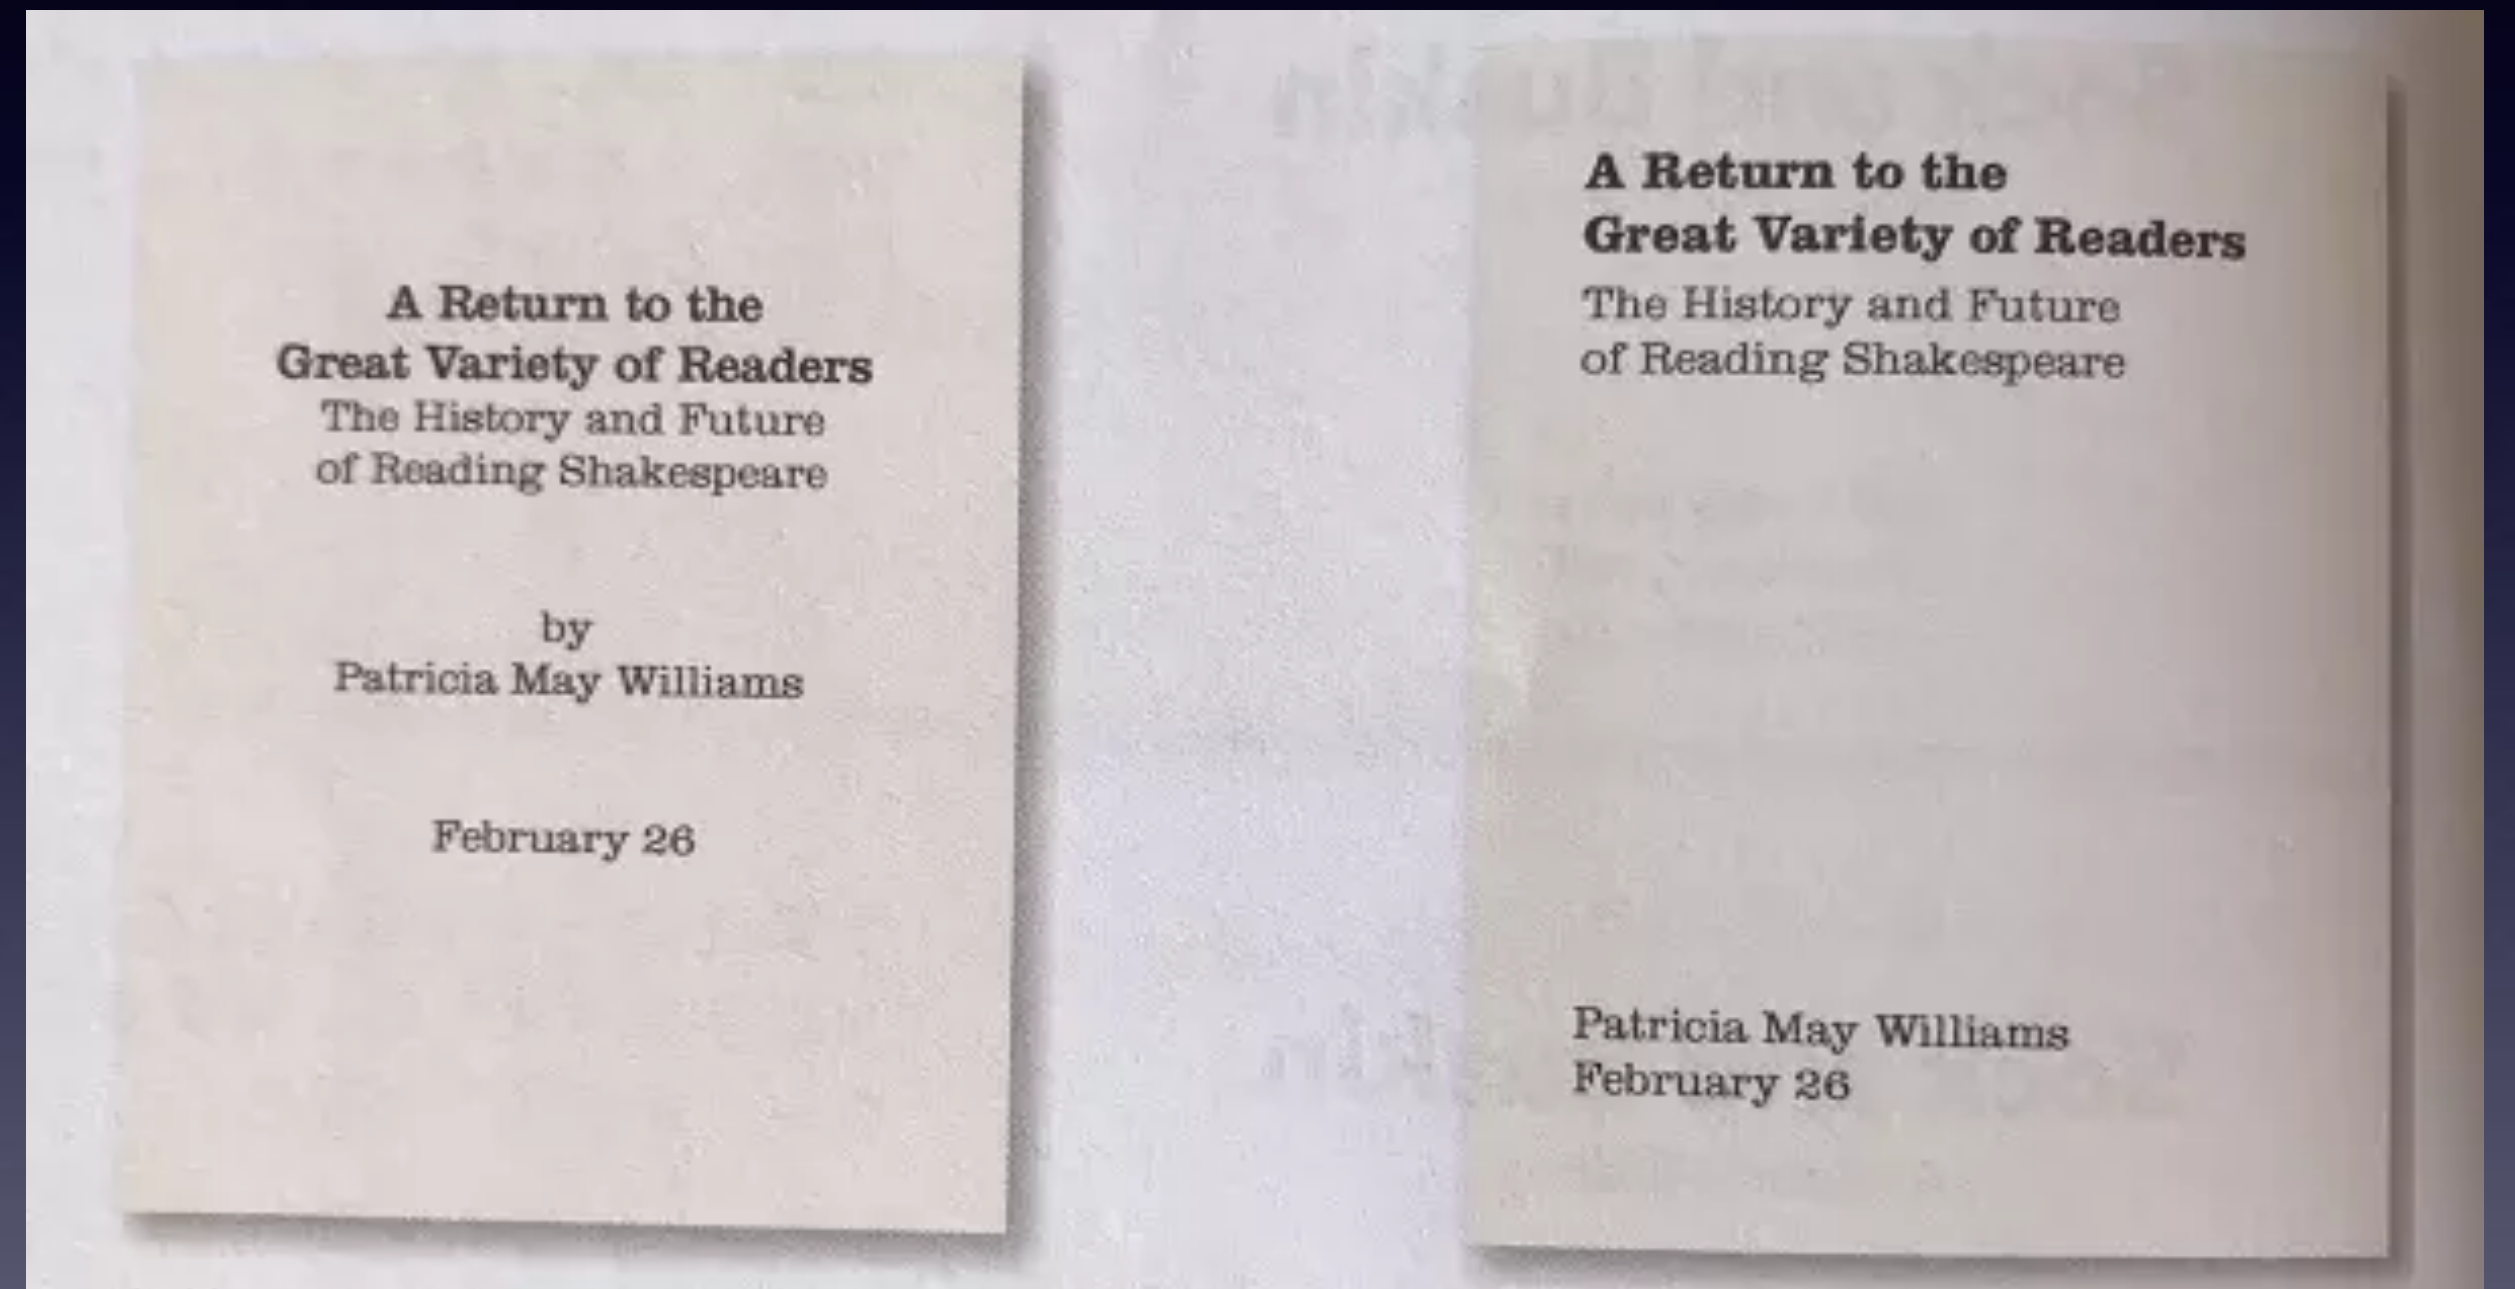 A Return to the
Great Variety of Readers
The History and Future
of Reading Shakespeare
by
Patricia May Williams
February 26
A Return to the
Great Variety of Readers
The History and Future
of Reading Shakespeare
Patricia May Williams
February 26